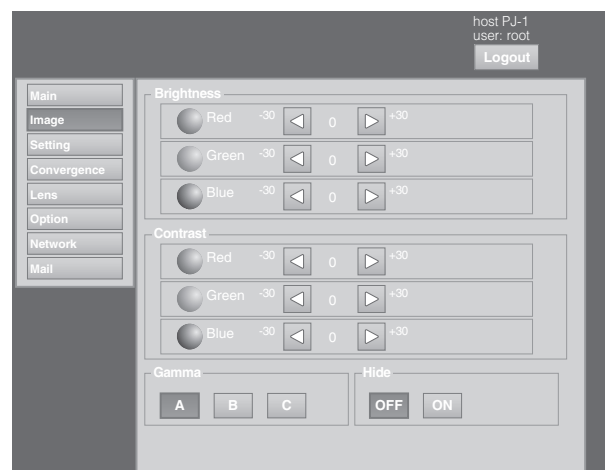 host PJ-1
user: root
Logout
Main
Image
Setting
Convergence
Lens
Option
Network
Mail
Brightness
Red -30 0 +30
Green -30 0 +30
Blue -30 0 +30
Contrast
Red -30 0 +30
Green -30 0 +30
Blue -30 0 +30
Gamma
A B C
Hide
OFF ON